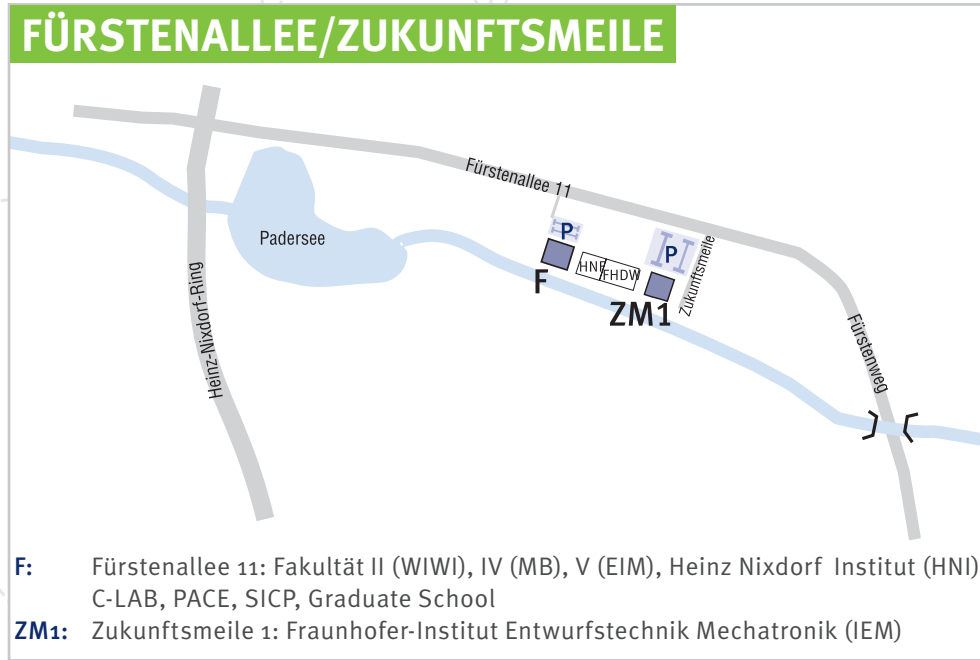 FÜRSTENALLEE/ZUKUNFTSMEILE
Fürstenallee 11
Padersee
P
P
HNF
FHDW
F
ZM1
Zukunftsmeile
Heinz-Nixdorf-Ring
Fürstenweg
F: Fürstenallee 11: Fakultät II (WIWI), IV (MB), V (EIM), Heinz Nixdorf Institut (HNI)
C-LAB, PACE, SICP, Graduate School
ZM1: Zukunftsmeile 1: Fraunhofer-Institut Entwurfstechnik Mechatronik (IEM)